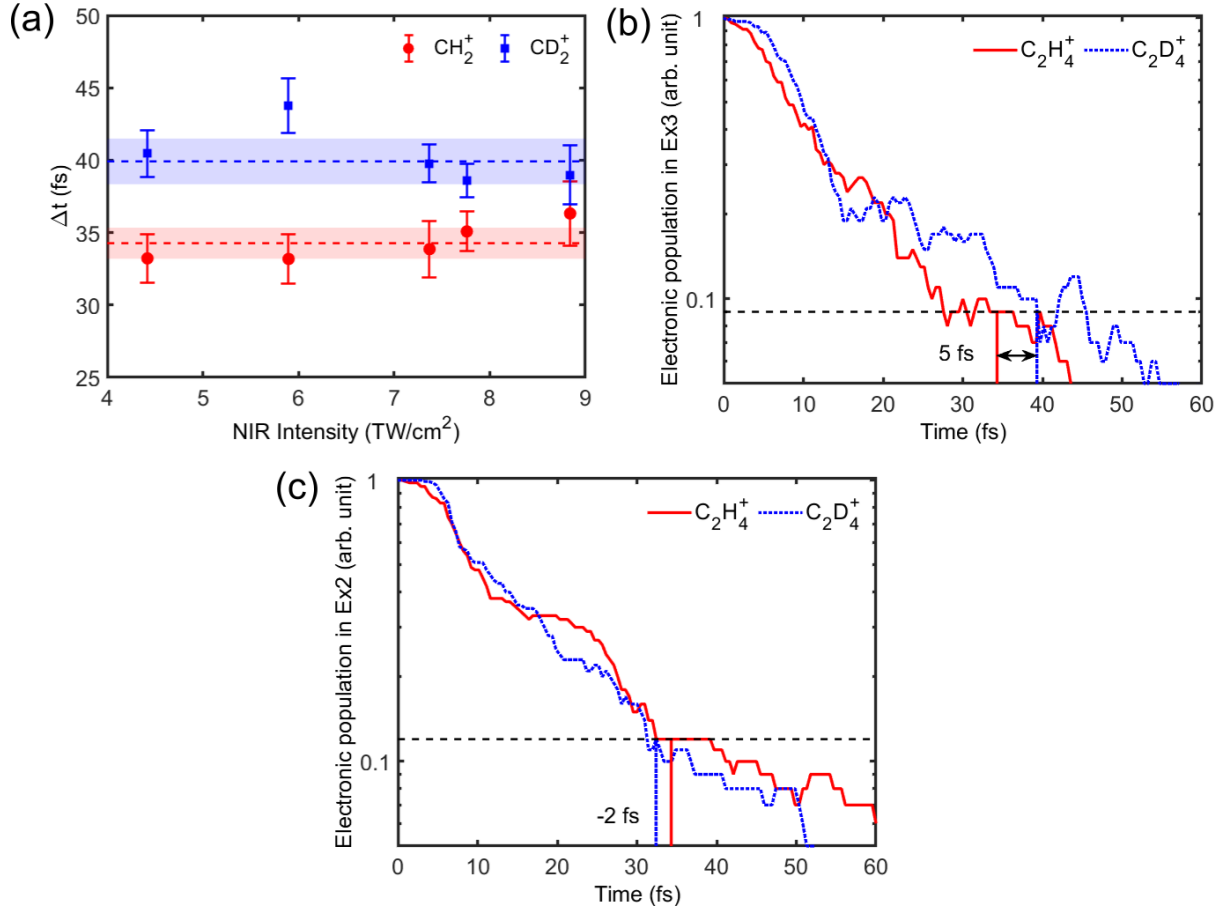 (a)
50
45
40
35
30
25
Δt (fs)
CH₂⁺ CD₂⁺
4 5 6 7 8 9
NIR Intensity (TW/cm²)
(b)
1
0.1
Electronic population in Ex3 (arb. unit)
C₂H₄⁺ C₂D₄⁺
5 fs
0 10 20 30 40 50 60
Time (fs)
(c)
1
0.1
Electronic population in Ex2 (arb. unit)
C₂H₄⁺ C₂D₄⁺
-2 fs
0 10 20 30 40 50 60
Time (fs)